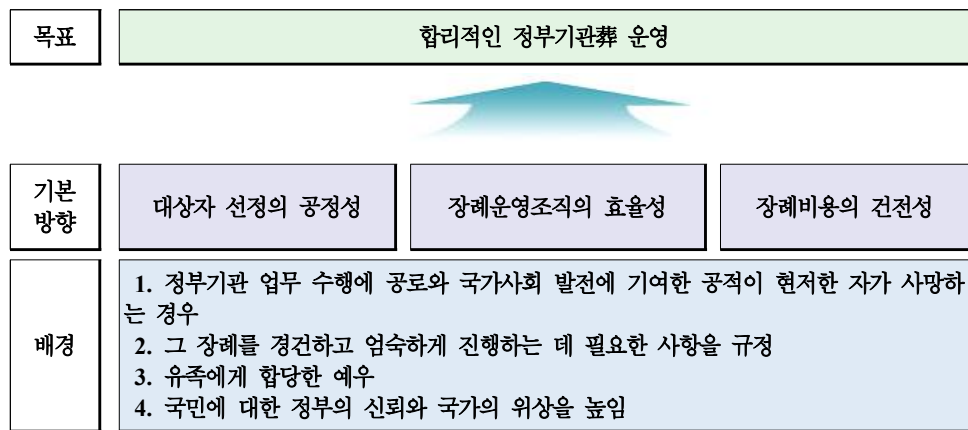 목표
합리적인 정부기관葬 운영
기본
방향
대상자 선정의 공정성
장례운영조직의 효율성
장례비용의 건전성
배경
1. 정부기관 업무 수행에 공로와 국가사회 발전에 기여한 공적이 현저한 자가 사망하
는 경우
2. 그 장례를 경건하고 엄숙하게 진행하는 데 필요한 사항을 규정
3. 유족에게 합당한 예우
4. 국민에 대한 정부의 신뢰와 국가의 위상을 높임